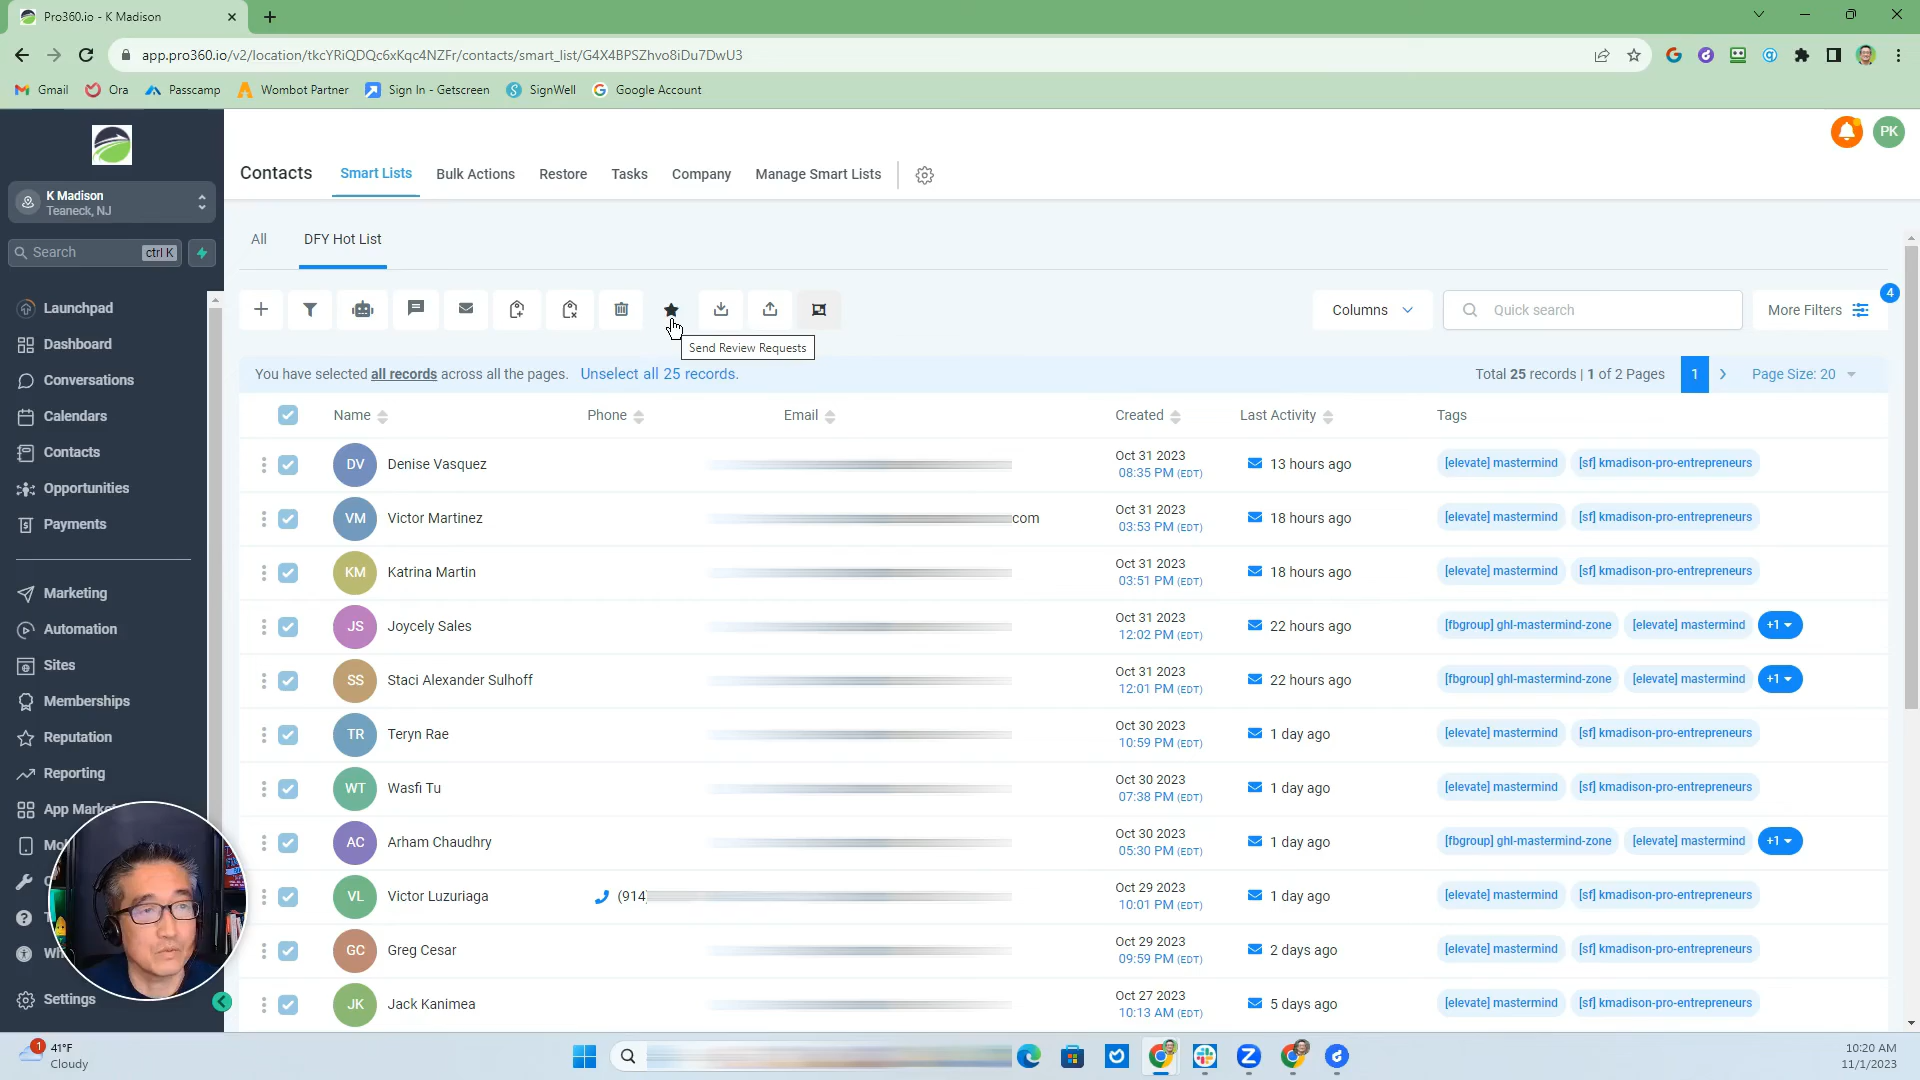 Pro360.io - K Madison
app.pro360.io/v2/location/tkcYRiQDQc6xKqc4NZFr/contacts/smart_list/G4X4BPSZhvo8iDu7DwU3
Gmail Ora Passcamp Wombot Partner Sign In - Getscreen SignWell Google Account
PK
K Madison
Teaneck, NJ
Search ctrl K
Launchpad
Dashboard
Conversations
Calendars
Contacts
Opportunities
Payments
Marketing
Automation
Sites
Memberships
Reputation
Reporting
App Marke
Settings
Contacts Smart Lists Bulk Actions Restore Tasks Company Manage Smart Lists
All DFY Hot List
Columns Quick search More Filters 4
Send Review Requests
You have selected all records across all the pages. Unselect all 25 records. Total 25 records | 1 of 2 Pages 1 Page Size: 20
Name Phone Email Created Last Activity Tags
DV Denise Vasquez Oct 31 2023 08:35 PM (EDT) 13 hours ago [elevate] mastermind [sf] kmadison-pro-entrepreneurs
VM Victor Martinez com Oct 31 2023 03:53 PM (EDT) 18 hours ago [elevate] mastermind [sf] kmadison-pro-entrepreneurs
KM Katrina Martin Oct 31 2023 03:51 PM (EDT) 18 hours ago [elevate] mastermind [sf] kmadison-pro-entrepreneurs
JS Joycely Sales Oct 31 2023 12:02 PM (EDT) 22 hours ago [fbgroup] ghl-mastermind-zone [elevate] mastermind +1
SS Staci Alexander Sulhoff Oct 31 2023 12:01 PM (EDT) 22 hours ago [fbgroup] ghl-mastermind-zone [elevate] mastermind +1
TR Teryn Rae Oct 30 2023 10:59 PM (EDT) 1 day ago [elevate] mastermind [sf] kmadison-pro-entrepreneurs
WT Wasfi Tu Oct 30 2023 07:38 PM (EDT) 1 day ago [elevate] mastermind [sf] kmadison-pro-entrepreneurs
AC Arham Chaudhry Oct 30 2023 05:30 PM (EDT) 1 day ago [fbgroup] ghl-mastermind-zone [elevate] mastermind +1
VL Victor Luzuriaga (914) Oct 29 2023 10:01 PM (EDT) 1 day ago [elevate] mastermind [sf] kmadison-pro-entrepreneurs
GC Greg Cesar Oct 29 2023 09:59 PM (EDT) 2 days ago [elevate] mastermind [sf] kmadison-pro-entrepreneurs
JK Jack Kanimea Oct 27 2023 10:13 AM (EDT) 5 days ago [elevate] mastermind [sf] kmadison-pro-entrepreneurs
1 41°F
Cloudy
10:20 AM
11/1/2023